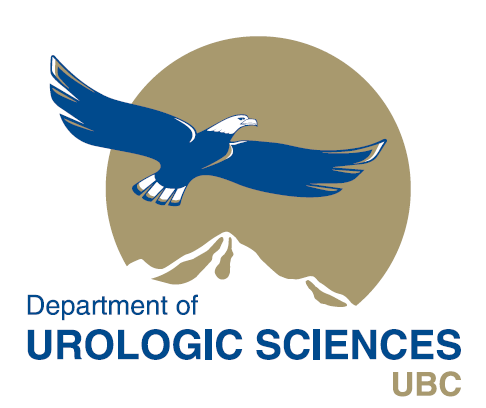 Department of
UROLOGIC SCIENCES
UBC